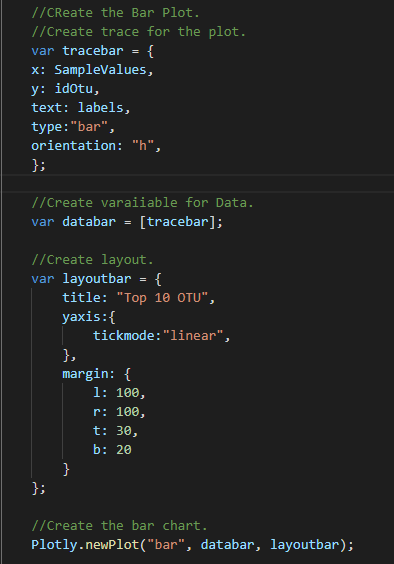 //CReate the Bar Plot.
//Create trace for the plot.
var tracebar = {
x: SampleValues,
y: idOtu,
text: labels,
type:"bar",
orientation: "h",
};
//Create varaiiable for Data.
var databar = [tracebar];
//Create layout.
var layoutbar = {
title: "Top 10 OTU",
yaxis:{
tickmode:"linear",
},
margin: {
l: 100,
r: 100,
t: 30,
b: 20
}
};
//Create the bar chart.
Plotly.newPlot("bar", databar, layoutbar);